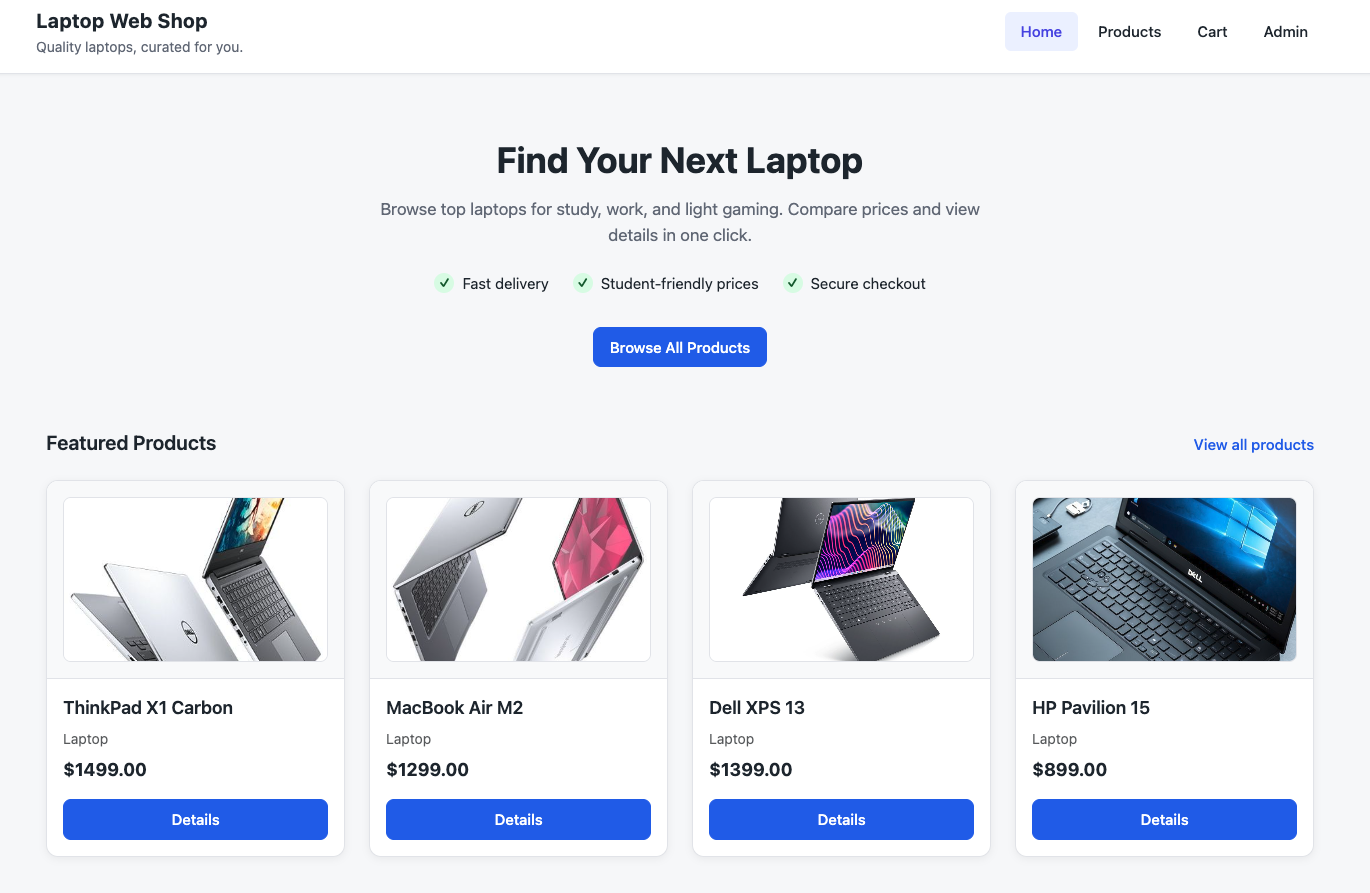 Laptop Web Shop
Quality laptops, curated for you.
Home Products Cart Admin
Find Your Next Laptop
Browse top laptops for study, work, and light gaming. Compare prices and view
details in one click.
Fast delivery Student-friendly prices Secure checkout
Browse All Products
Featured Products
View all products
DELL
ThinkPad X1 Carbon
Laptop
$1499.00
Details
MacBook Air M2
Laptop
$1299.00
Details
Dell XPS 13
Laptop
$1399.00
Details
HP Pavilion 15
Laptop
$899.00
Details